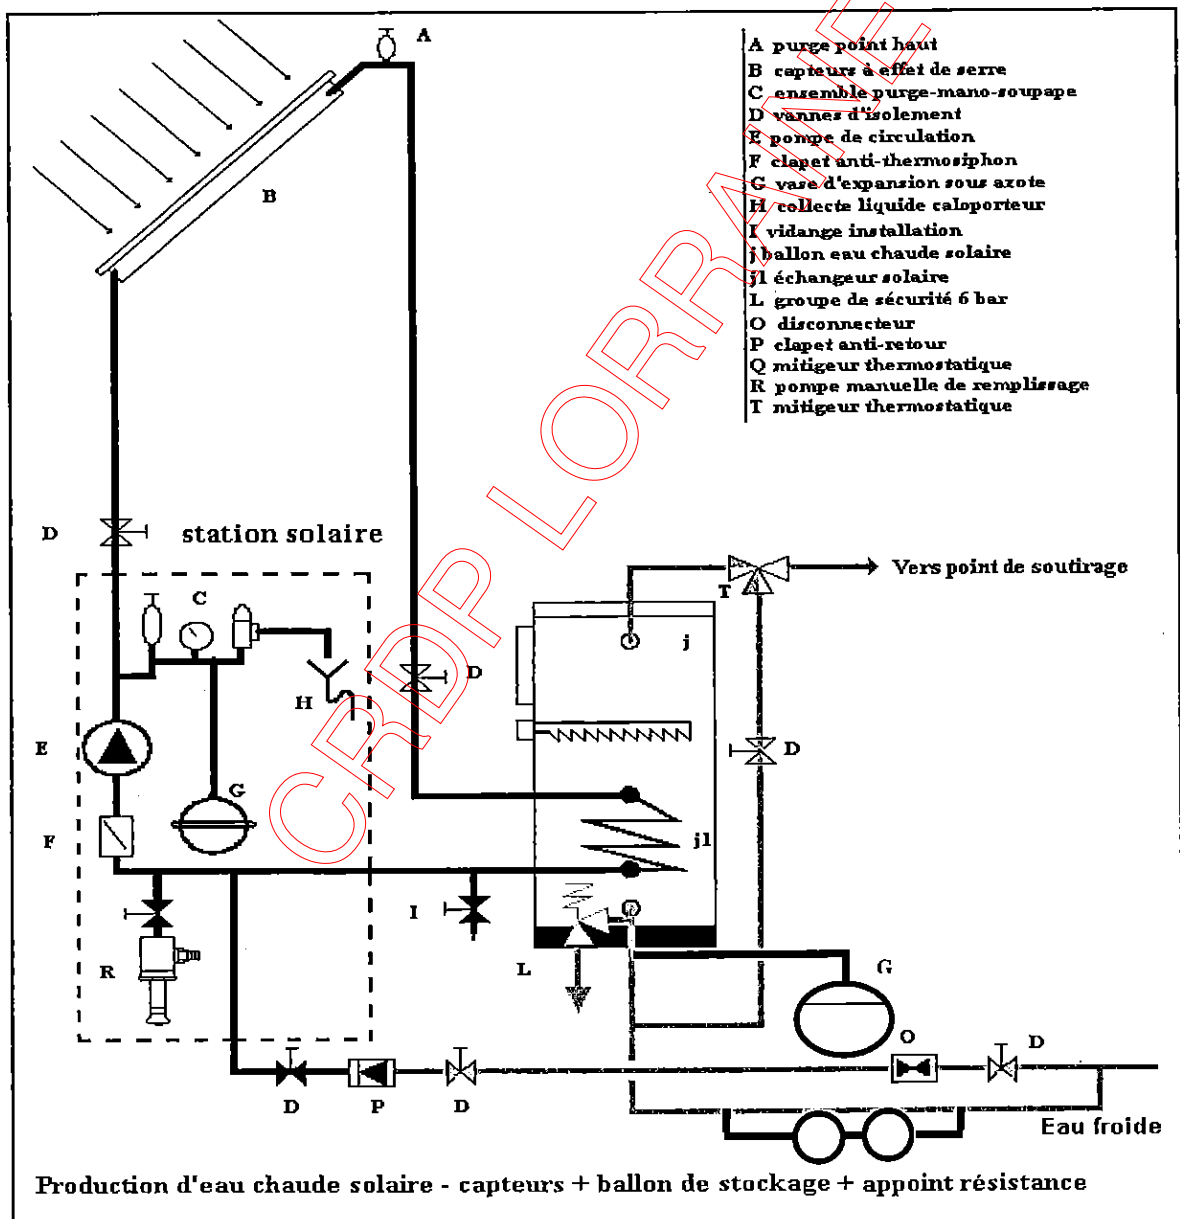 A
A purge point haut
B capteurs à effet de serre
C ensemble purge-mano-soupape
D vannes d'isolement
E pompe de circulation
F clapet anti-thermosiphon
G vase d'expansion sous azote
H collecte liquide caloporteur
I vidange installation
j ballon eau chaude solaire
j1 échangeur solaire
L groupe de sécurité 6 bar
O disconnecteur
P clapet anti-retour
Q mitigeur thermostatique
R pompe manuelle de remplissage
T mitigeur thermostatique
B
CRDP LORRAINE
D
station solaire
Vers point de soutirage
T
C
j
D
H
E
D
G
F
j1
I
L
R
G
O
D
D
P
D
Eau froide
Production d'eau chaude solaire - capteurs + ballon de stockage + appoint résistance